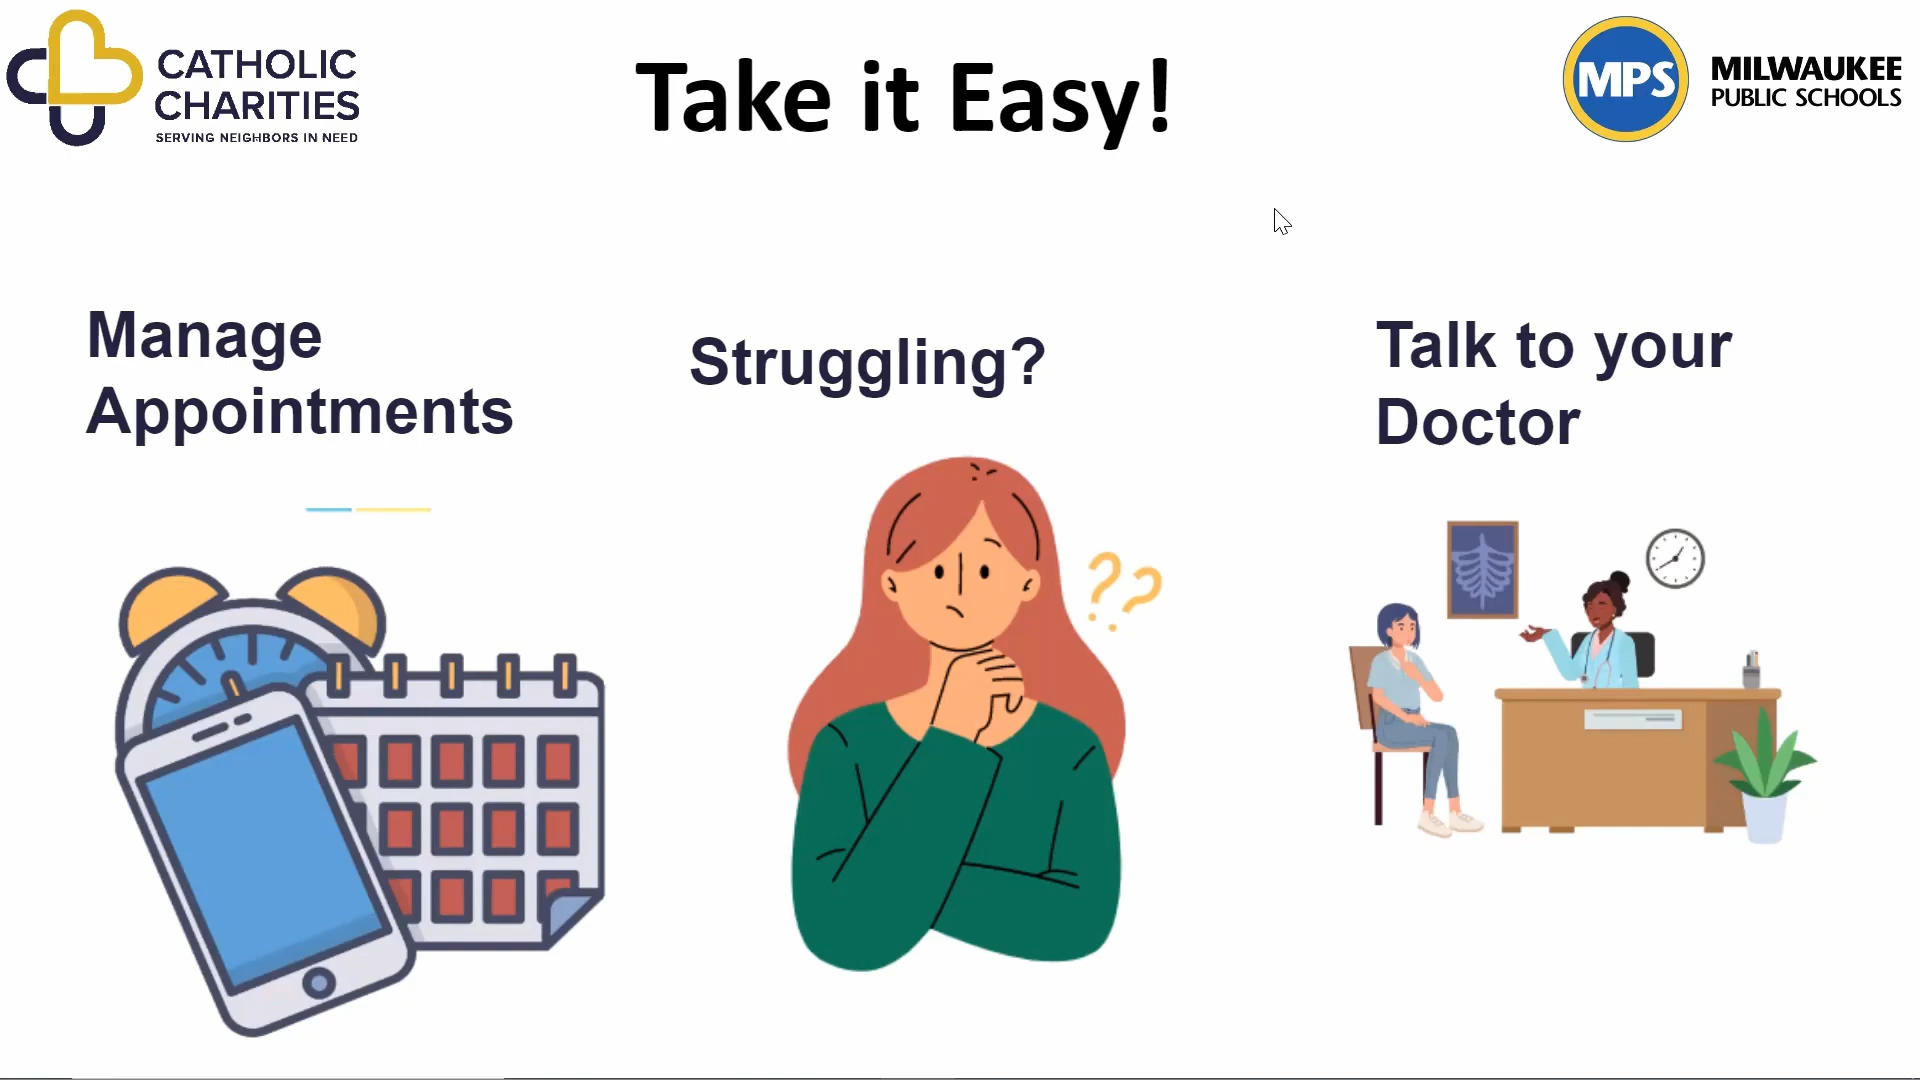 CATHOLIC
CHARITIES
SERVING NEIGHBORS IN NEED
Take it Easy!
MPS
MILWAUKEE
PUBLIC SCHOOLS
Manage
Appointments
Struggling?
??
Talk to your
Doctor